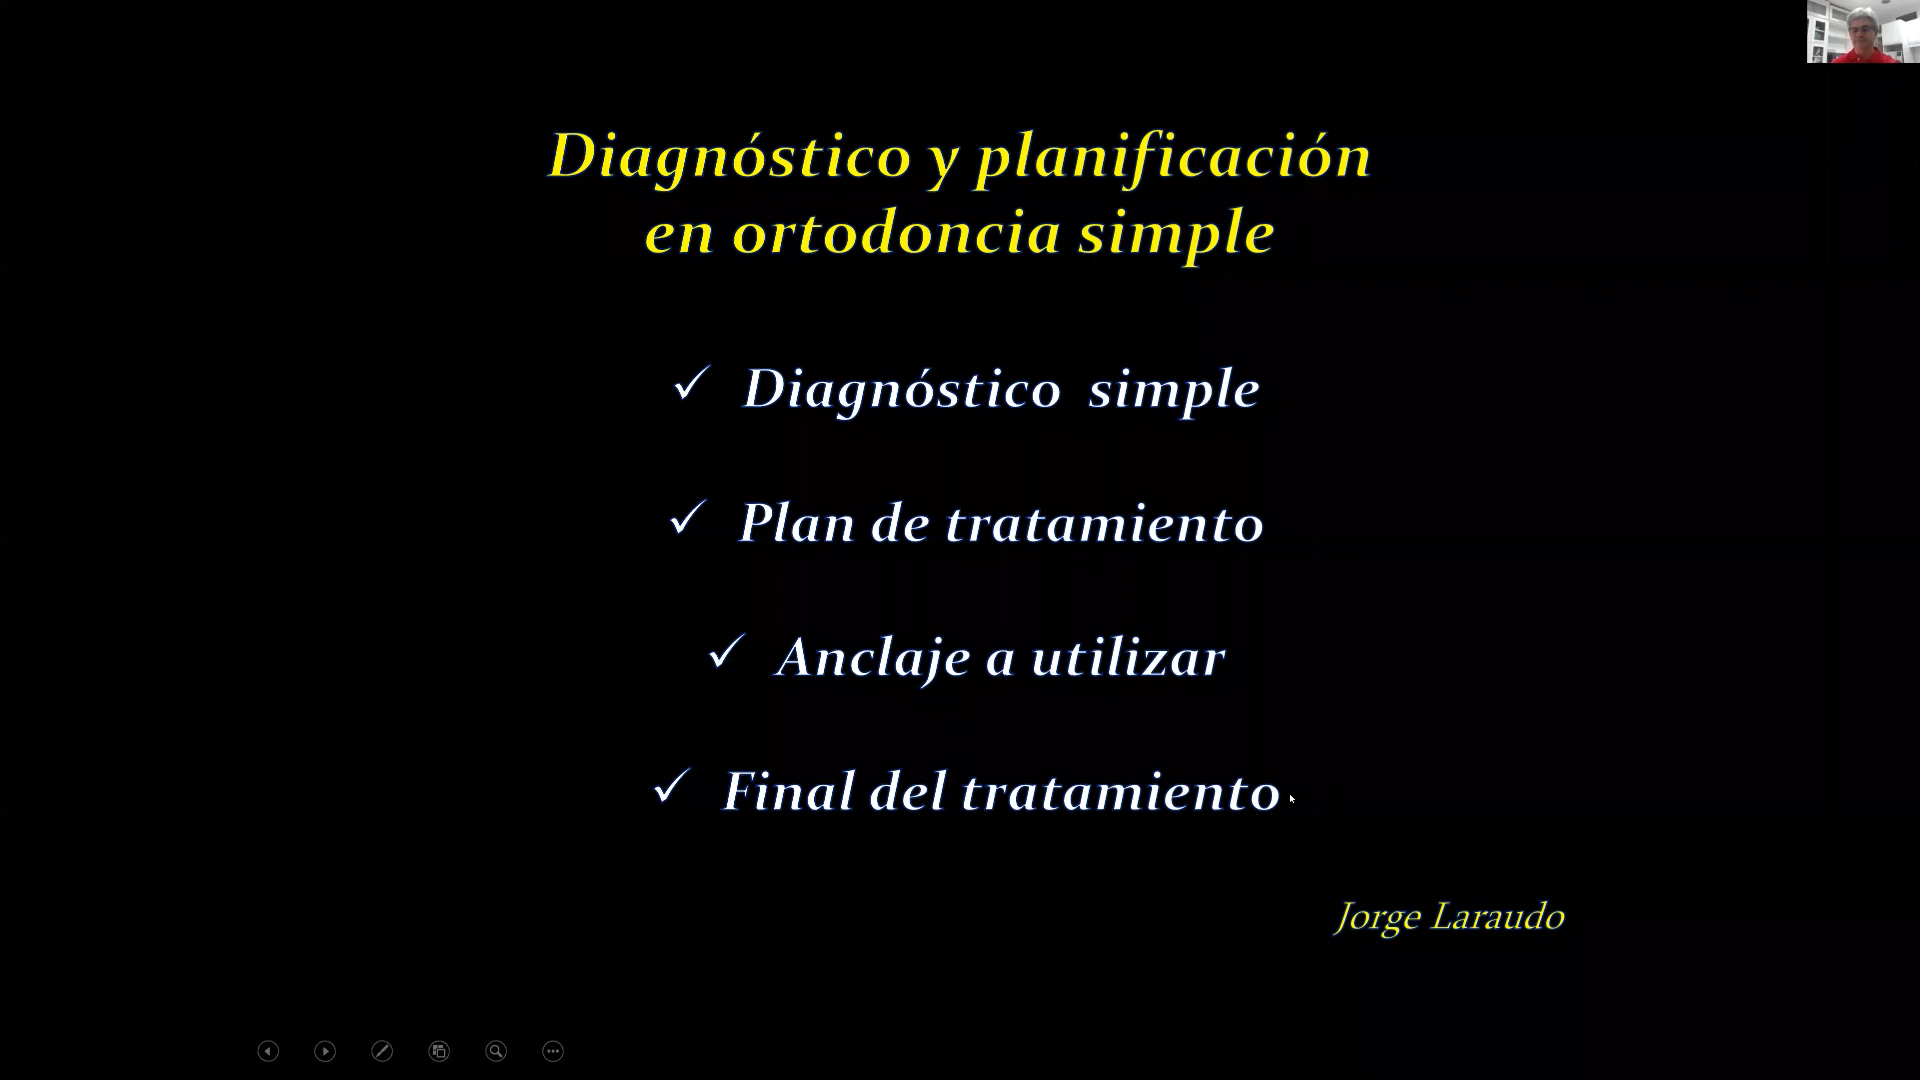 Diagnóstico y planificación
en ortodoncia simple
✓ Diagnóstico simple
✓ Plan de tratamiento
✓ Anclaje a utilizar
✓ Final del tratamiento
Jorge Laraudo